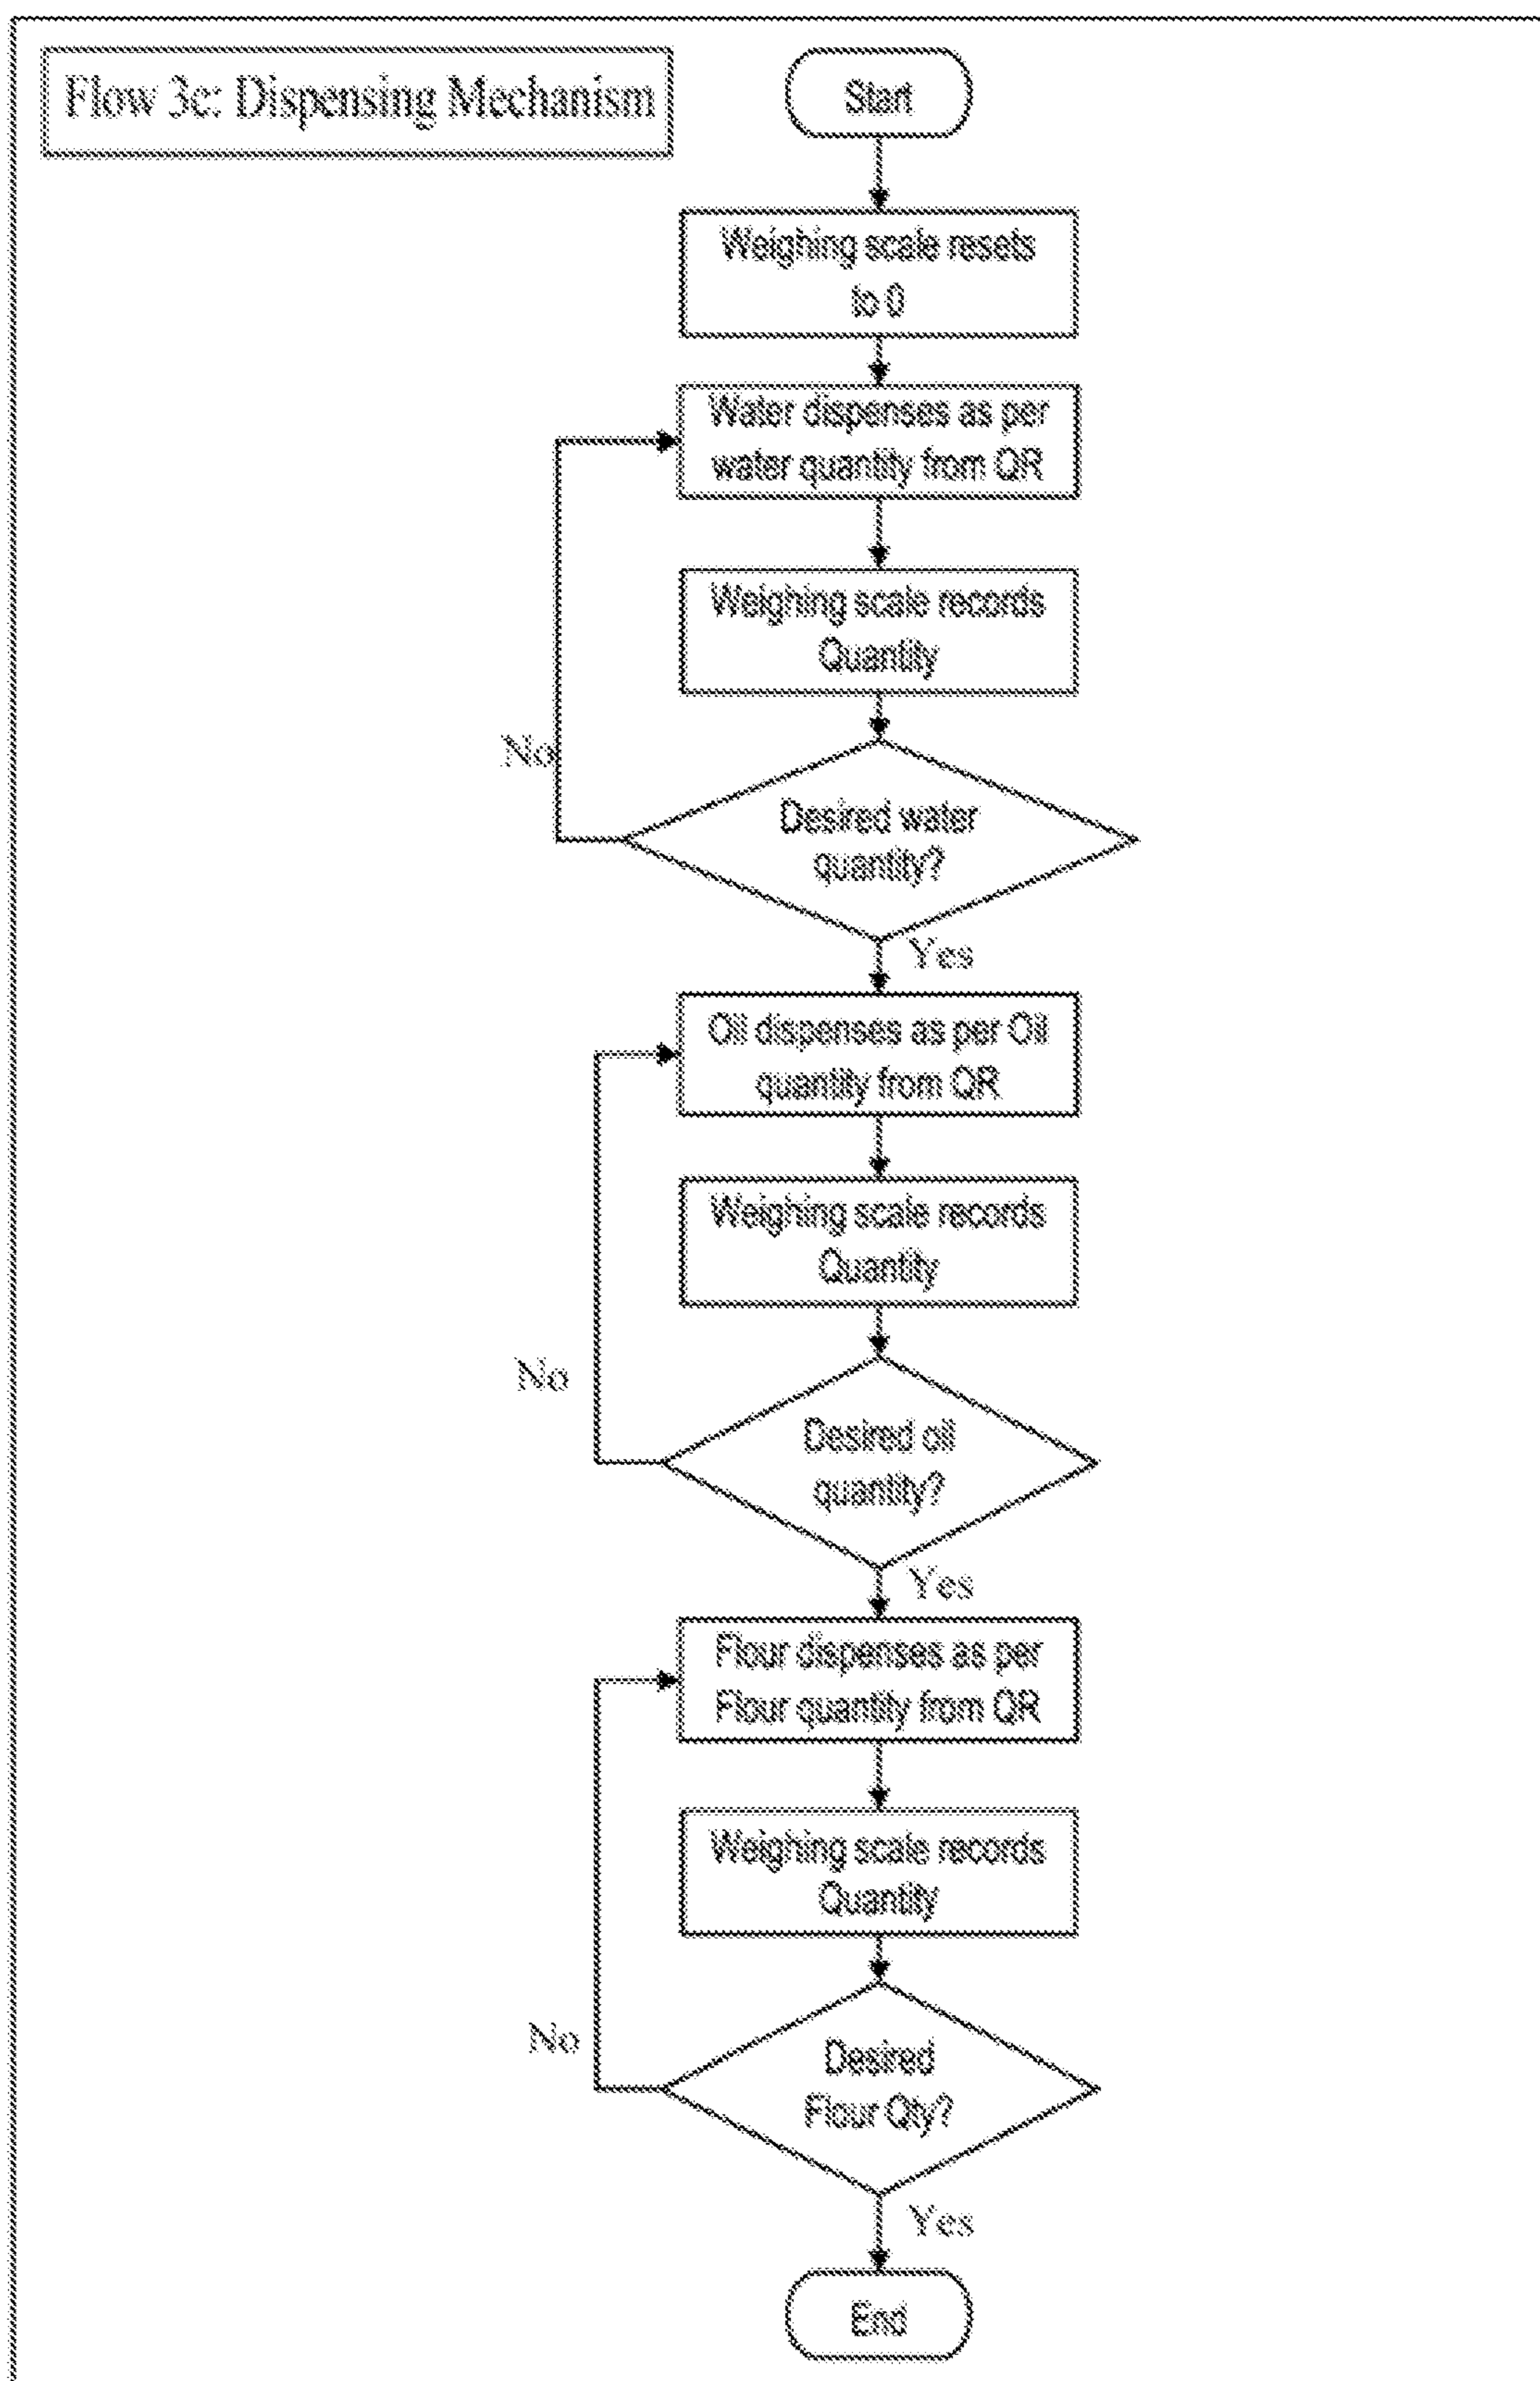 Flow 3c: Dispensing Mechanism
Start
Weighing scale resets
to 0
Water dispenses as per
water quantity from QR
Weighing scale records
Quantity
No
Desired water
quantity?
Yes
Oil dispenses as per Oil
quantity from QR
Weighing scale records
Quantity
No
Desired oil
quantity?
Yes
Flour dispenses as per
Flour quantity from QR
Weighing scale records
Quantity
No
Desired
Flour Qty?
Yes
End